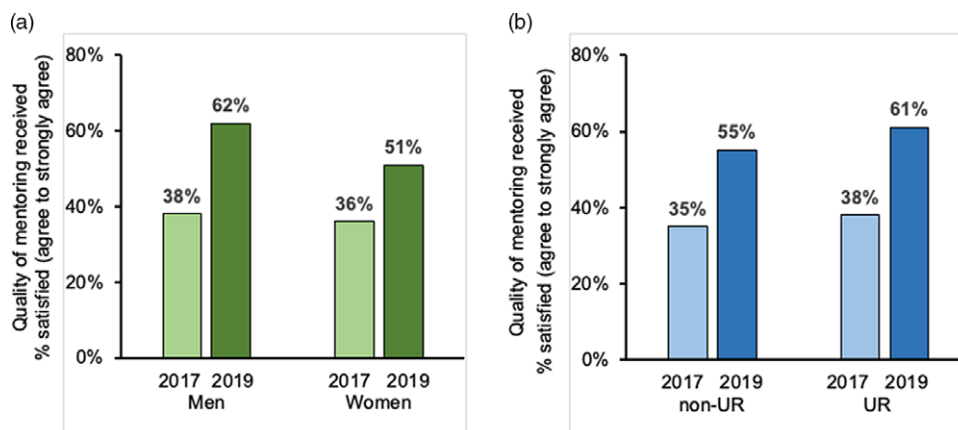 (a)
Quality of mentoring received
% satisfied (agree to strongly agree)
80%
60%
40%
20%
0%
38%
62%
36%
51%
2017 2019
Men
2017 2019
Women
(b)
Quality of mentoring received
% satisfied (agree to strongly agree)
80%
60%
40%
20%
0%
35%
55%
38%
61%
2017 2019
non-UR
2017 2019
UR